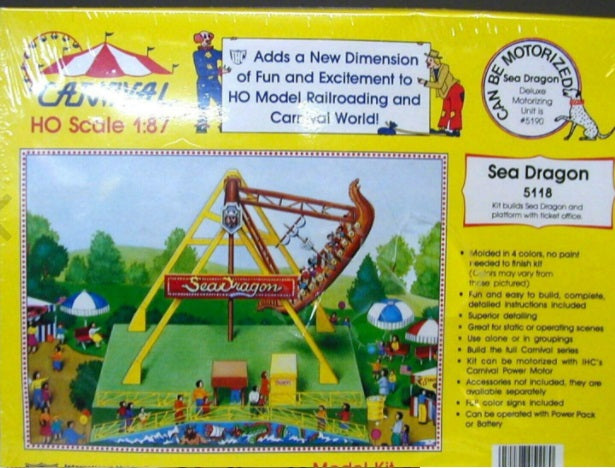 CARNIVAL
HO Scale 1:87
IHC Adds a New Dimension
of Fun and Excitement to
HO Model Railroading and
Carnival World!
CAN BE MOTORIZED!
Sea Dragon
Deluxe
Motorizing
Unit is
#5190
Sea Dragon
5118
Kit builds Sea Dragon and
platform with ticket office.
• Molded in 4 colors, no paint
needed to finish kit
(Colors may vary from
those pictured)
• Fun and easy to build, complete,
detailed instructions included
• Superior detailing
• Great for static or operating scenes
• Use alone or in groupings
• Build the full Carnival series
• Kit can be motorized with IHC's
Carnival Power Motor
• Accessories not included, they are
available separately
• Full color signs included
• Can be operated with Power Pack
or Battery
Sea Dragon
Model Kit